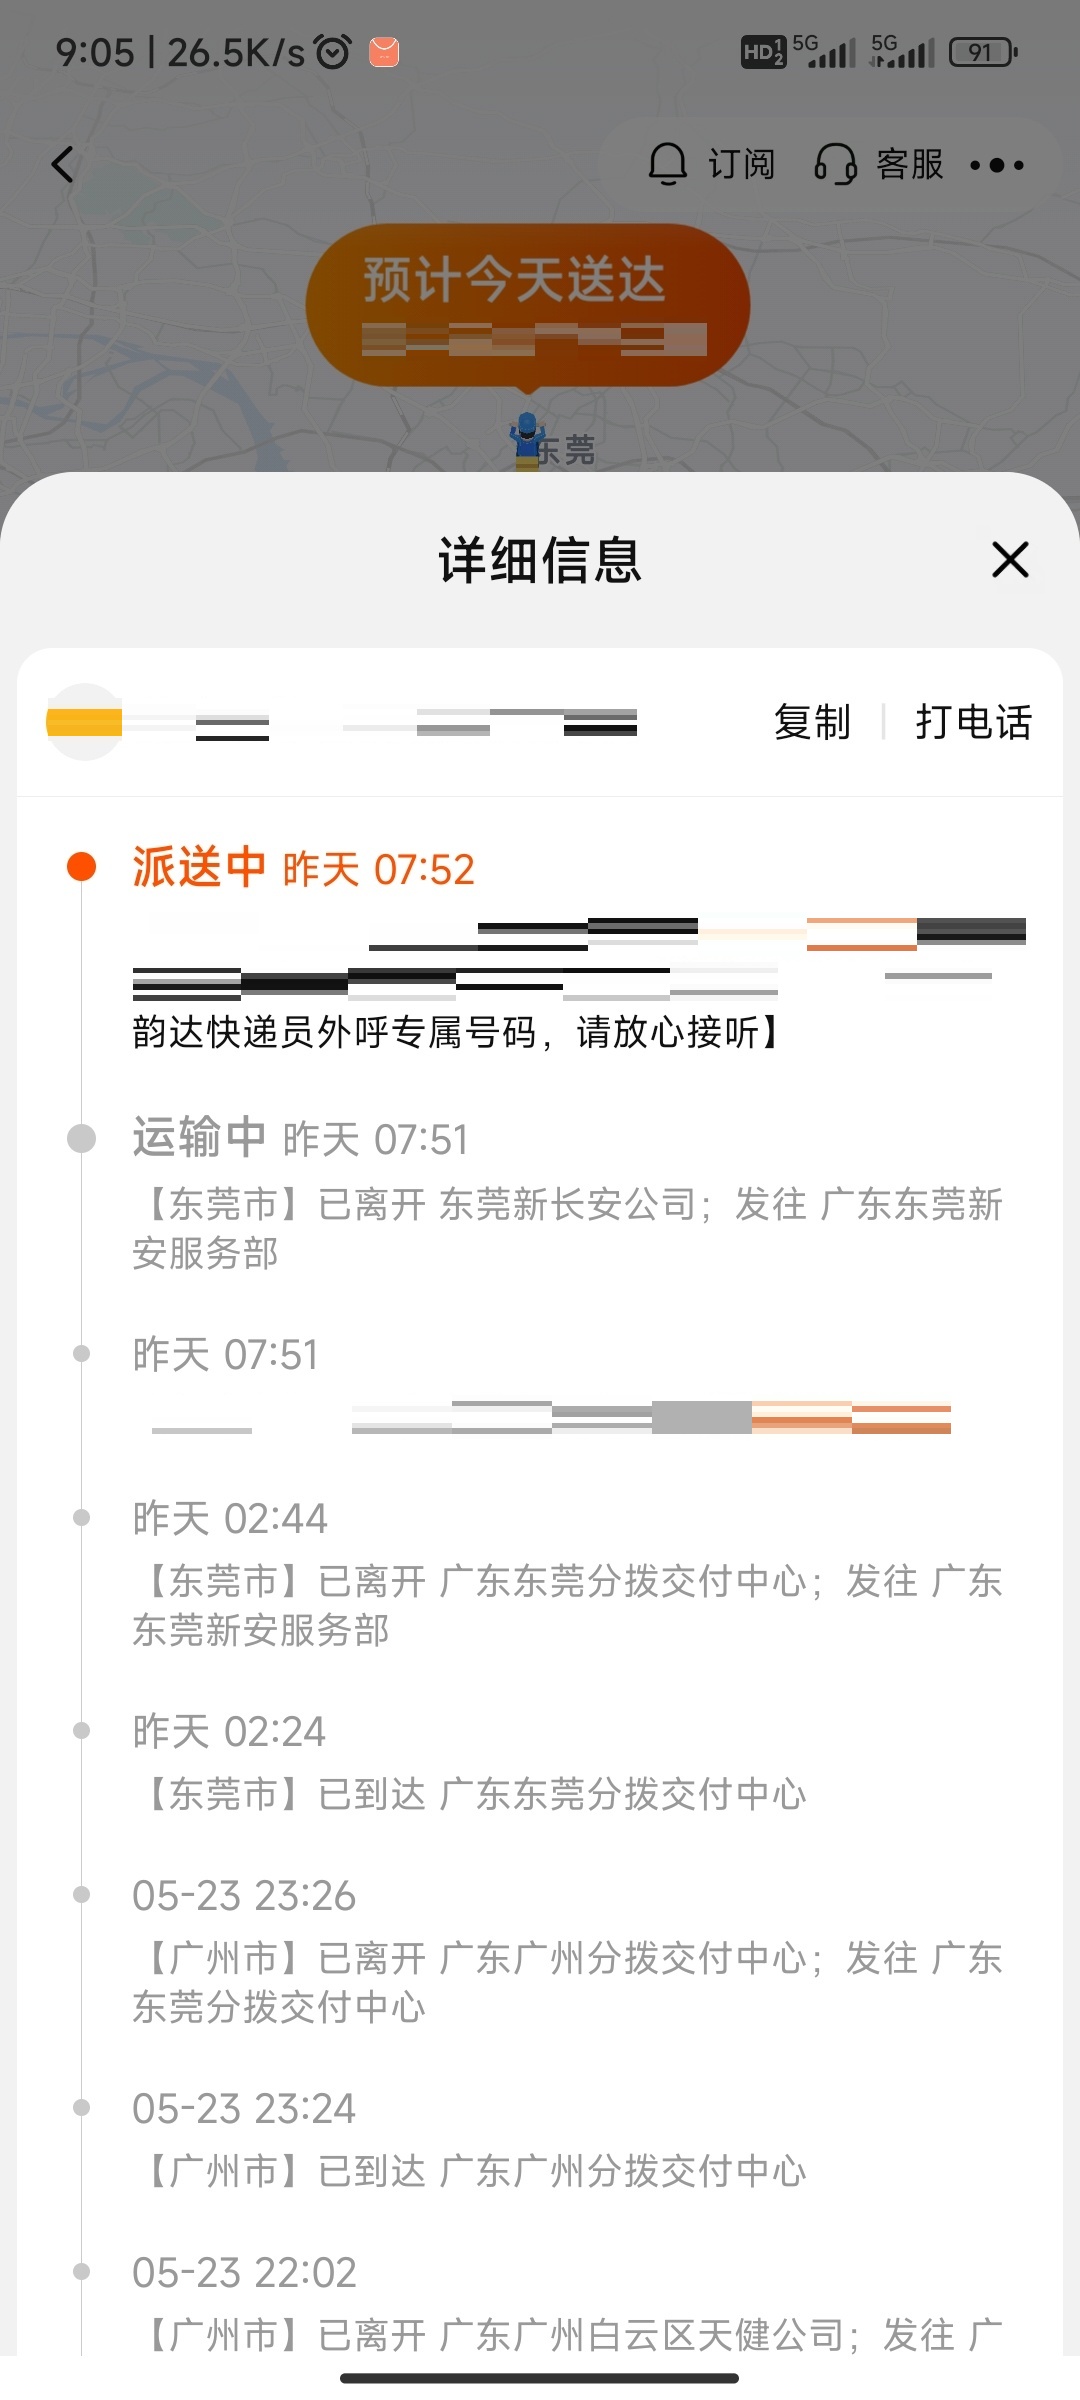 9:05 | 26.5K/s
HD 1 2 5G 5G 91
订阅 客服
预计今天送达
东莞
详细信息
复制 打电话
派送中 昨天 07:52
韵达快递员外呼专属号码，请放心接听】
运输中 昨天 07:51
【东莞市】已离开 东莞新长安公司；发往 广东东莞新
安服务部
昨天 07:51
昨天 02:44
【东莞市】已离开 广东东莞分拨交付中心；发往 广东
东莞新安服务部
昨天 02:24
【东莞市】已到达 广东东莞分拨交付中心
05-23 23:26
【广州市】已离开 广东广州分拨交付中心；发往 广东
东莞分拨交付中心
05-23 23:24
【广州市】已到达 广东广州分拨交付中心
05-23 22:02
【广州市】已离开 广东广州白云区天健公司；发往 广